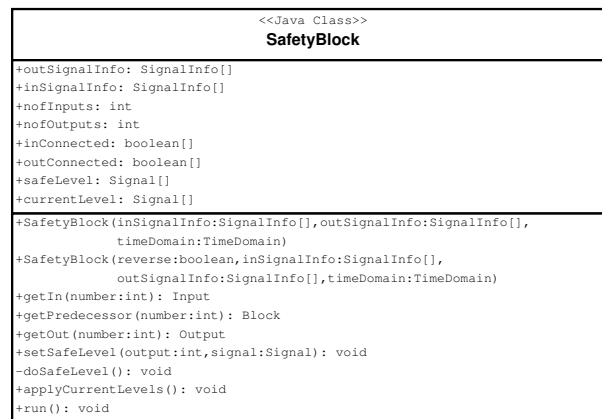 <<Java Class>>
SafetyBlock
+outSignalInfo: SignalInfo[]
+inSignalInfo: SignalInfo[]
+nofInputs: int
+nofOutputs: int
+inConnected: boolean[]
+outConnected: boolean[]
+safeLevel: Signal[]
+currentLevel: Signal[]
+SafetyBlock(inSignalInfo:SignalInfo[],outSignalInfo:SignalInfo[],
timeDomain:TimeDomain)
+SafetyBlock(reverse:boolean,inSignalInfo:SignalInfo[],
outSignalInfo:SignalInfo[],timeDomain:TimeDomain)
+getIn(number:int): Input
+getPredecessor(number:int): Block
+getOut(number:int): Output
+setSafeLevel(output:int,signal:Signal): void
-doSafeLevel(): void
+applyCurrentLevels(): void
+run(): void